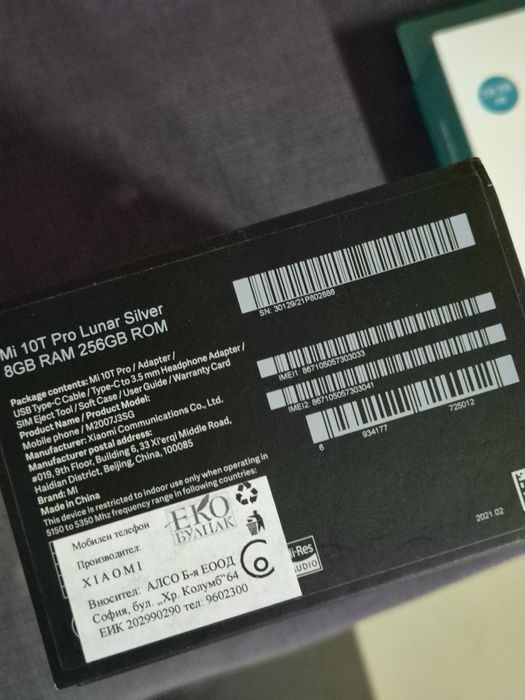 Mi 10T Pro Lunar Silver
8GB RAM 256GB ROM
Package contents: Mi 10T Pro / Adapter /
USB Type-C Cable / Type-C to 3.5 mm Headphone Adapter /
SIM Eject Tool / Soft Case / User Guide / Warranty Card
Product Name / Product Model:
Mobile phone / M2007J3SG
Manufacturer: Xiaomi Communications Co., Ltd.
Manufacturer postal address:
#019, 9th Floor, Building 6, 33 Xi'erqi Middle Road,
Haidian District, Beijing, China, 100085
Brand: MI
Made in China
This device is restricted to indoor use only when operating in
5150 to 5350 Mhz frequency range in following countries:
SN: 30129/21P802888
IMEI1 867105057303033
IMEI2 867105057303041
6 934177 725012
2021.02
Hi-Res
AUDIO
Мобилен телефон
ЕКО
БУЛПАК
Производител:
XIAOMI
Вносител: АЛСО Б-я ЕООД
София, бул. „Хр. Колумб"64
ЕИК 202990290 тел: 9602300